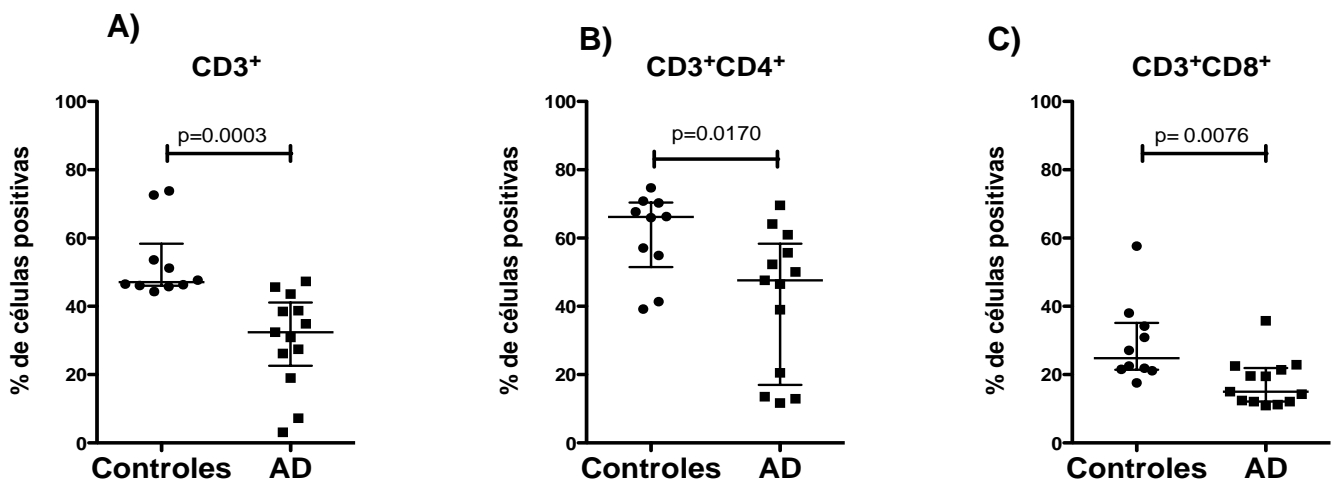 A)
CD3⁺
% de células positivas
100
80
60
40
20
0
p=0.0003
Controles AD
B)
CD3⁺CD4⁺
% de células positivas
100
80
60
40
20
0
p=0.0170
Controles AD
C)
CD3⁺CD8⁺
% de células positivas
100
80
60
40
20
0
p= 0.0076
Controles AD